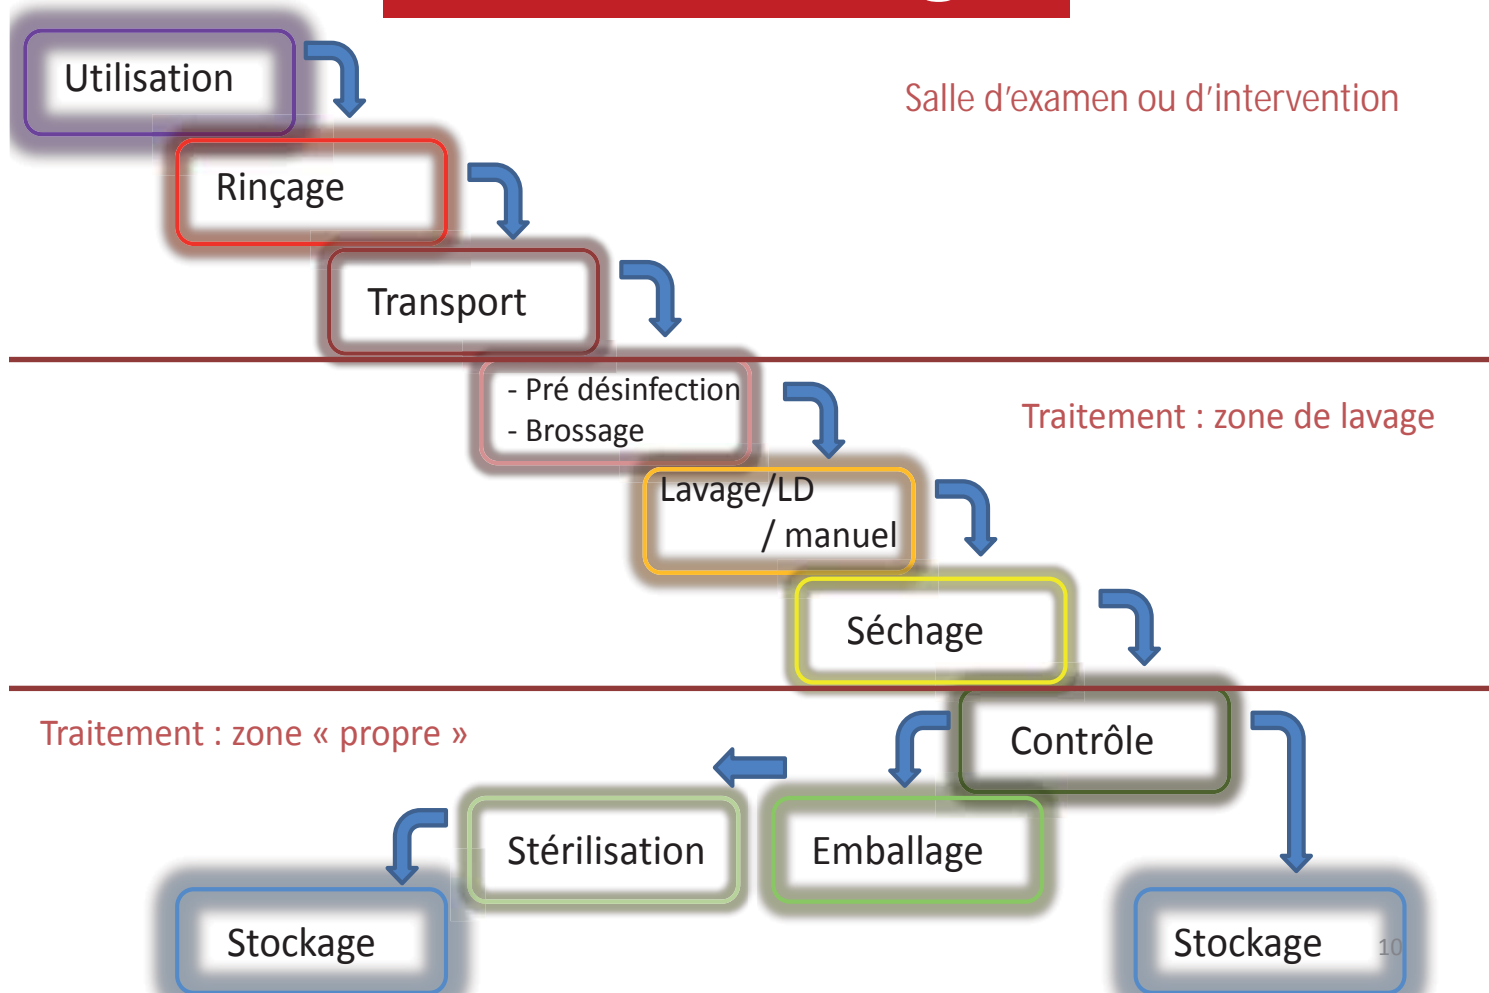 Utilisation
Salle d'examen ou d'intervention
Rinçage
Transport
- Pré désinfection
- Brossage
Traitement : zone de lavage
Lavage/LD
/ manuel
Séchage
Traitement : zone « propre »
Contrôle
Stérilisation
Emballage
Stockage
Stockage
10